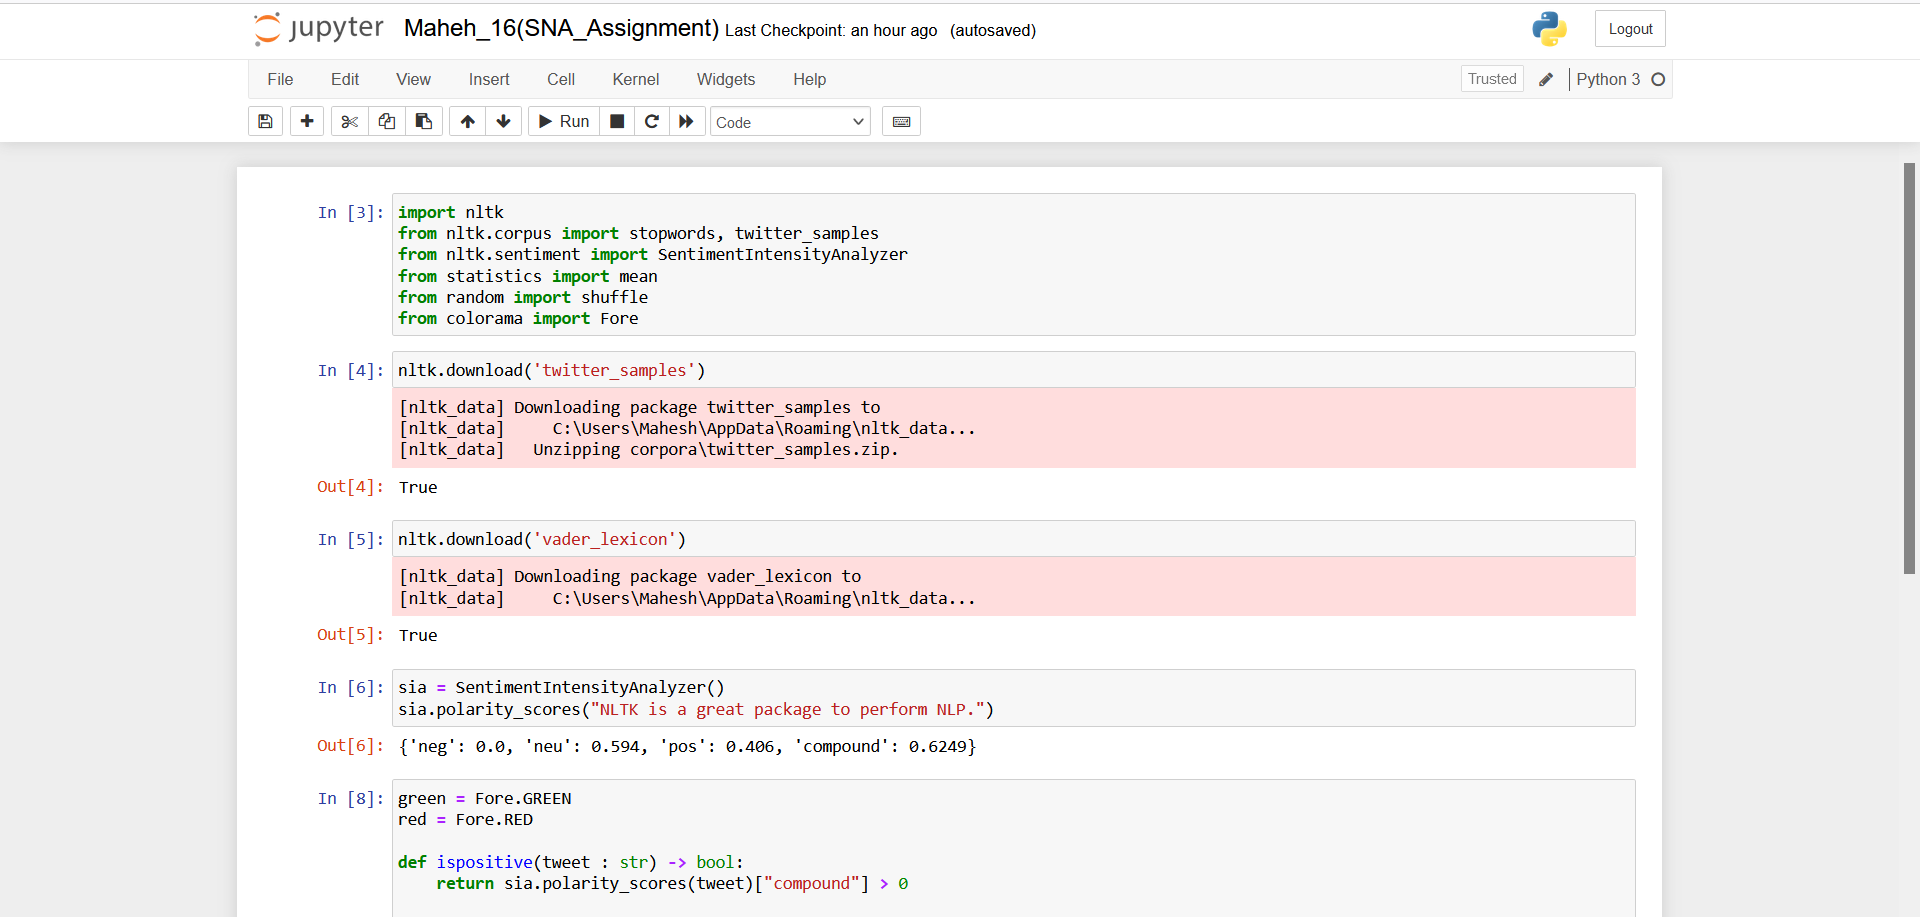 jupyter Maheh_16(SNA_Assignment) Last Checkpoint: an hour ago (autosaved) Logout
File Edit View Insert Cell Kernel Widgets Help Trusted Python 3
Run Code
In [3]: import nltk
from nltk.corpus import stopwords, twitter_samples
from nltk.sentiment import SentimentIntensityAnalyzer
from statistics import mean
from random import shuffle
from colorama import Fore
In [4]: nltk.download('twitter_samples')
[nltk_data] Downloading package twitter_samples to
[nltk_data]     C:\Users\Mahesh\AppData\Roaming\nltk_data...
[nltk_data]   Unzipping corpora\twitter_samples.zip.
Out[4]: True
In [5]: nltk.download('vader_lexicon')
[nltk_data] Downloading package vader_lexicon to
[nltk_data]     C:\Users\Mahesh\AppData\Roaming\nltk_data...
Out[5]: True
In [6]: sia = SentimentIntensityAnalyzer()
sia.polarity_scores("NLTK is a great package to perform NLP.")
Out[6]: {'neg': 0.0, 'neu': 0.594, 'pos': 0.406, 'compound': 0.6249}
In [8]: green = Fore.GREEN
red = Fore.RED
def ispositive(tweet : str) -> bool:
    return sia.polarity_scores(tweet)["compound"] > 0